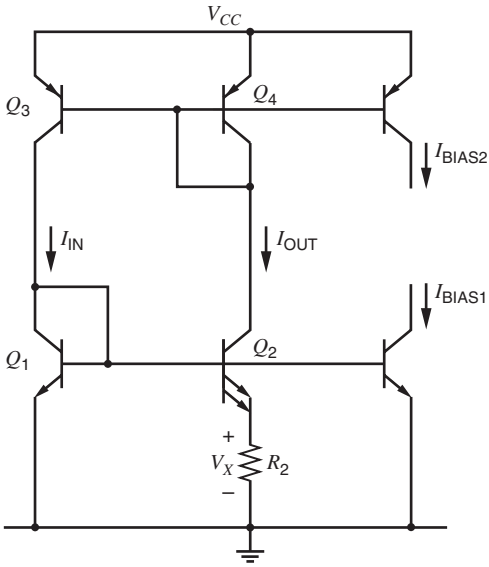 V_CC
Q_3
Q_4
I_BIAS2
I_IN
I_OUT
I_BIAS1
Q_1
Q_2
+
V_X
R_2
–